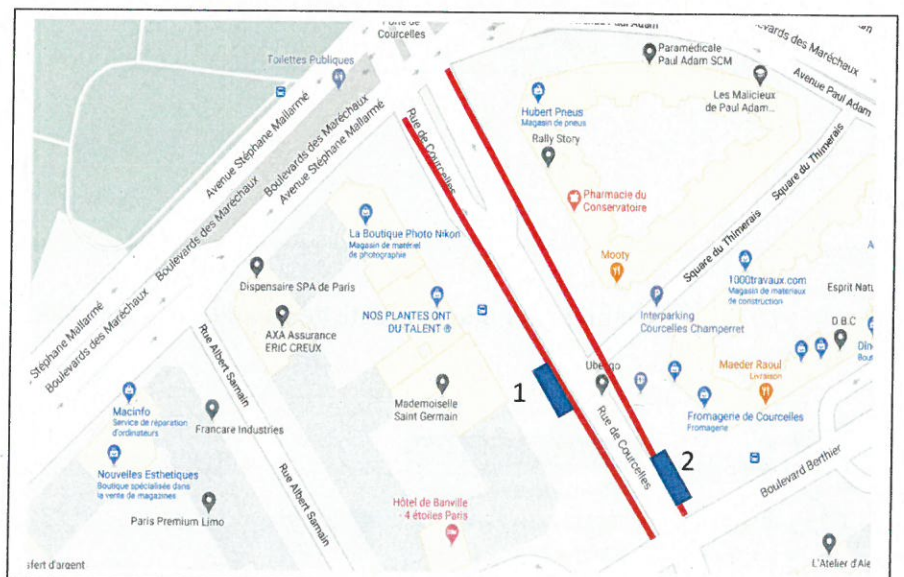 Porte de
Courcelles
Paul Adam
Boulevards des Maréchaux
Avenue Paul Adam
Toilettes Publiques
Paramédicale
Paul Adam SCM
Les Malicieux
de Paul Adam...
Hubert Pneus
Magasin de pneus
Rally Story
Avenue Stéphane Mallarmé
Boulevards des Maréchaux
Boulevards des Maréchaux
Avenue Stéphane Mallarmé
Rue de Courcelles
Square du Thimerais
Square du Thimerais
Pharmacie du
Conservatoire
La Boutique Photo Nikon
Magasin de matériel
de photographie
Mooty
1000travaux.com
Magasin de matériaux
de construction
Dispensaire SPA de Paris
Esprit Natu
NOS PLANTES ONT
DU TALENT ®
Interparking
Courcelles Champerret
D.B.C
AXA Assurance
ERIC CREUX
Stéphane Mallarmé
Boulevards des Maréchaux
Rue Albert Samain
Ubengo
Maeder Raoul
Livraison
1
Mademoiselle
Saint Germain
Fromagerie de Courcelles
Fromagerie
Rue de Courcelles
Macinfo
Service de réparation
d'ordinateurs
Francare Industries
2
Boulevard Berthier
Nouvelles Esthetiques
Boutique spécialisée dans
la vente de magazines
Rue Albert Samain
Paris Premium Limo
Hôtel de Banville
- 4 étoiles Paris
sfert d'argent
L'Atelier d'Ale